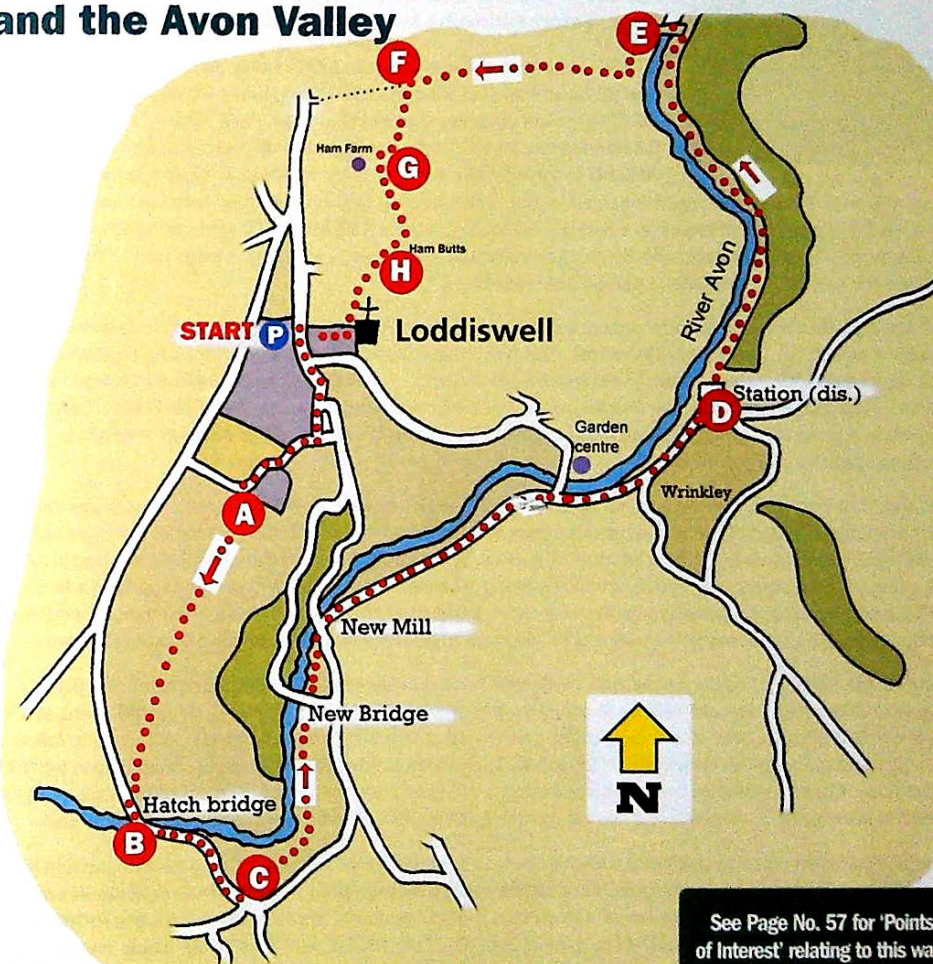 and the Avon Valley
E
F
Ham Farm
G
Ham Butts
H
River Avon
START P
Loddiswell
Station (dis.)
D
Garden
centre
Wrinkley
A
New Mill
New Bridge
N
Hatch bridge
B
C
See Page No. 57 for 'Points
of Interest' relating to this wa